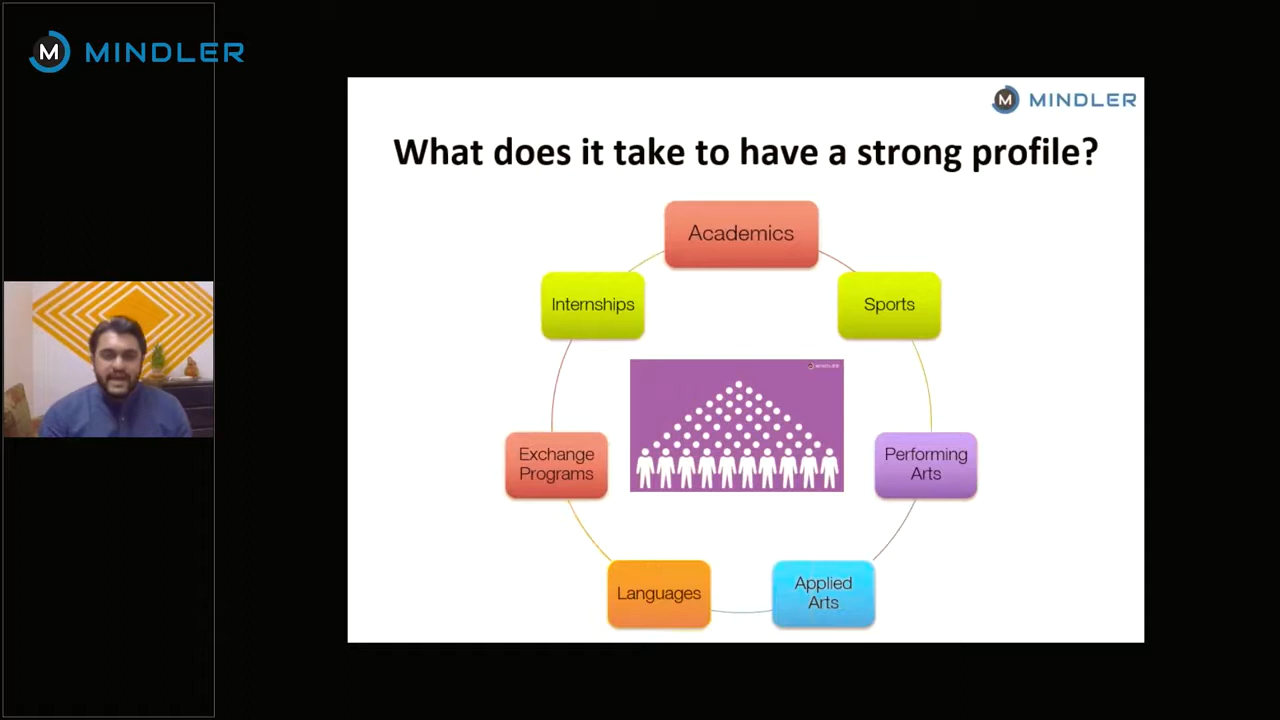 M MINDLER
M MINDLER
What does it take to have a strong profile?
Academics
Internships
Sports
MINDLER
Exchange
Programs
Performing
Arts
Languages
Applied
Arts